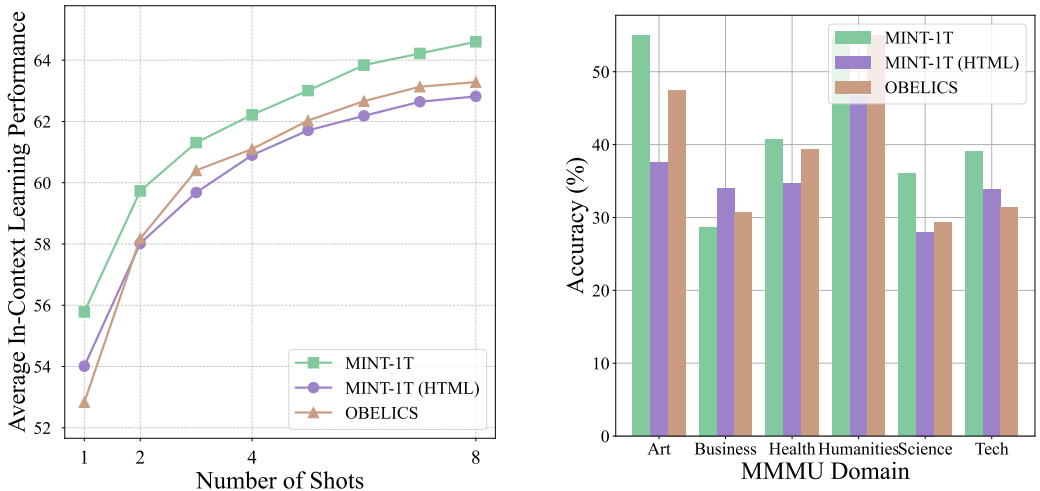 Average In-Context Learning Performance
64
62
60
58
56
54
52
MINT-1T
MINT-1T (HTML)
OBELICS
1 2 4 8
Number of Shots
Accuracy (%)
50
40
30
20
10
0
MINT-1T
MINT-1T (HTML)
OBELICS
Art Business Health Humanities Science Tech
MMMU Domain